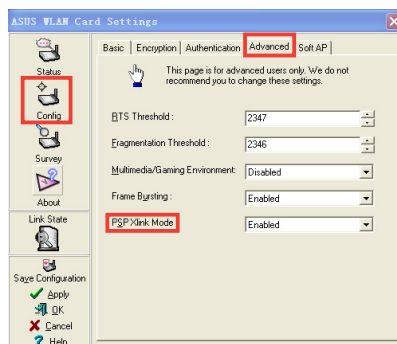 ASUS WLAN Card Settings
Status
Config
Survey
About
Link State
Save Configuration
Apply
OK
Cancel
Help
Basic
Encryption
Authentication
Advanced
Soft AP
This page is for advanced users only. We do not
recommend you to change these settings.
RTS Threshold :
2347
Fragmentation Threshold :
2346
Multimedia/Gaming Environment:
Disabled
Frame Bursting :
Enabled
PSP Xlink Mode
Enabled